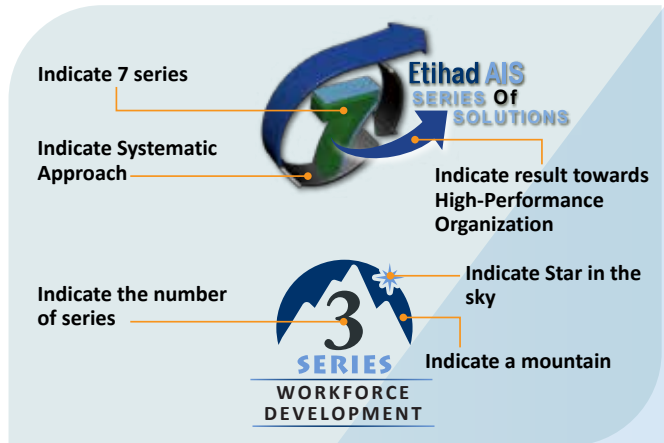 Indicate 7 series
Indicate Systematic
Approach
7
Etihad AIS
SERIES Of
SOLUTIONS
Indicate result towards
High-Performance
Organization
Indicate the number
of series
3
SERIES
WORKFORCE
DEVELOPMENT
Indicate Star in the
sky
Indicate a mountain